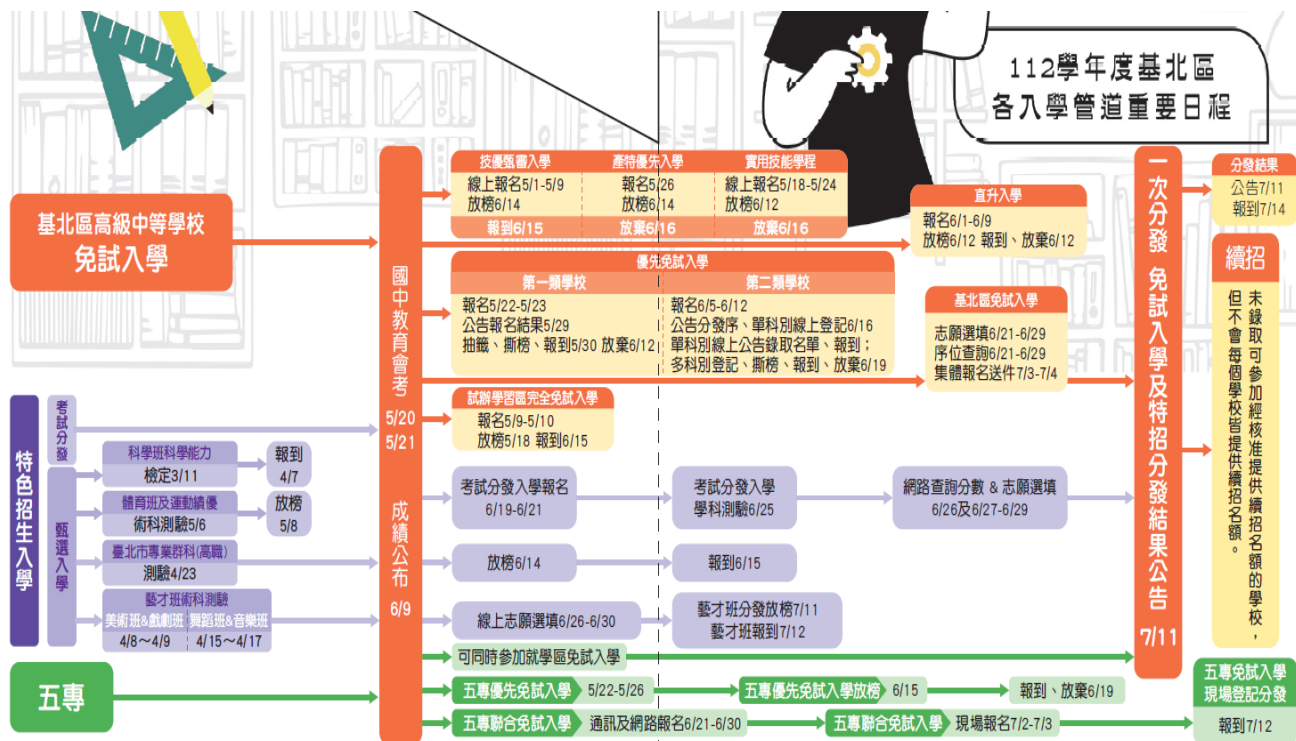 112學年度基北區
各入學管道重要日程
基北區高級中等學校
免試入學
國中教育會考
5/20
5/21
成績公布
6/9
技優甄審入學
線上報名5/1-5/9
放榜6/14
報到6/15
產特優先入學
報名5/26
放榜6/14
放棄6/16
實用技能學程
線上報名5/18-5/24
放榜6/12
放棄6/16
直升入學
報名6/1-6/9
放榜6/12 報到、放棄6/12
優先免試入學
第一類學校
報名5/22-5/23
公告報名結果5/29
抽籤、撕榜、報到5/30 放棄6/12
第二類學校
報名6/5-6/12
公告分發序、單科別線上登記6/16
單科別線上公告錄取名單、報到；
多科別登記、撕榜、報到、放棄6/19
基北區免試入學
志願選填6/21-6/29
序位查詢6/21-6/29
集體報名送件7/3-7/4
試辦學習區完全免試入學
報名5/9-5/10
放榜5/18 報到6/15
一次分發 免試入學及特招分發結果公告
7/11
分發結果
公告7/11
報到7/14
續招
未錄取可參加經核准提供續招名額的學校，
但不會每個學校皆提供續招名額。
特色招生入學
考試分發
甄選入學
科學班科學能力
檢定3/11
報到
4/7
體育班及運動績優
術科測驗5/6
放榜
5/8
臺北市專業群科(高職)
測驗4/23
藝才班術科測驗
美術班&戲劇班
4/8～4/9
舞蹈班&音樂班
4/15～4/17
考試分發入學報名
6/19-6/21
考試分發入學
學科測驗6/25
網路查詢分數 & 志願選填
6/26及6/27-6/29
放榜6/14
報到6/15
線上志願選填6/26-6/30
藝才班分發放榜7/11
藝才班報到7/12
五專
可同時參加就學區免試入學
五專優先免試入學 5/22-5/26
五專優先免試入學放榜 6/15
報到、放棄6/19
五專聯合免試入學 通訊及網路報名6/21-6/30
五專聯合免試入學 現場報名7/2-7/3
五專免試入學
現場登記分發
報到7/12